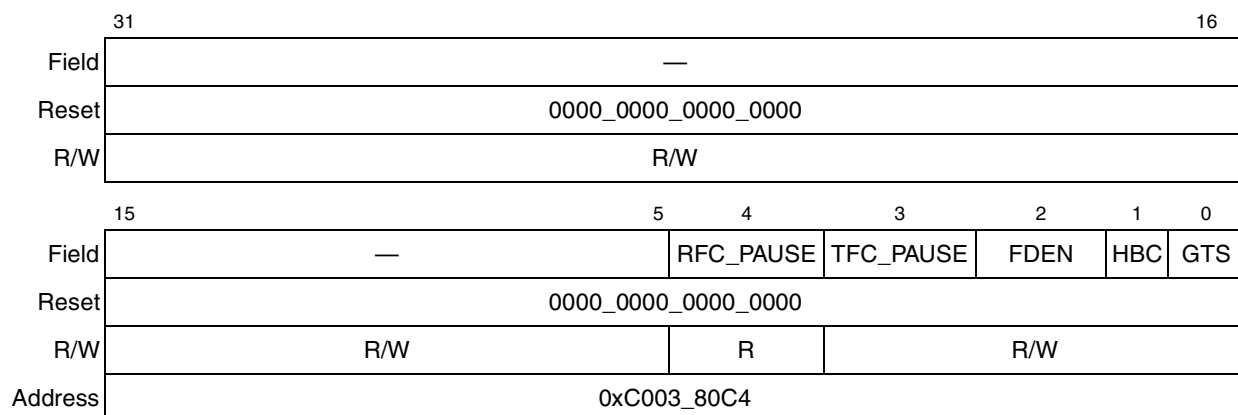 31 16
Field —
Reset 0000_0000_0000_0000
R/W R/W
15 5 4 3 2 1 0
Field — RFC_PAUSE TFC_PAUSE FDEN HBC GTS
Reset 0000_0000_0000_0000
R/W R/W R R/W
Address 0xC003_80C4